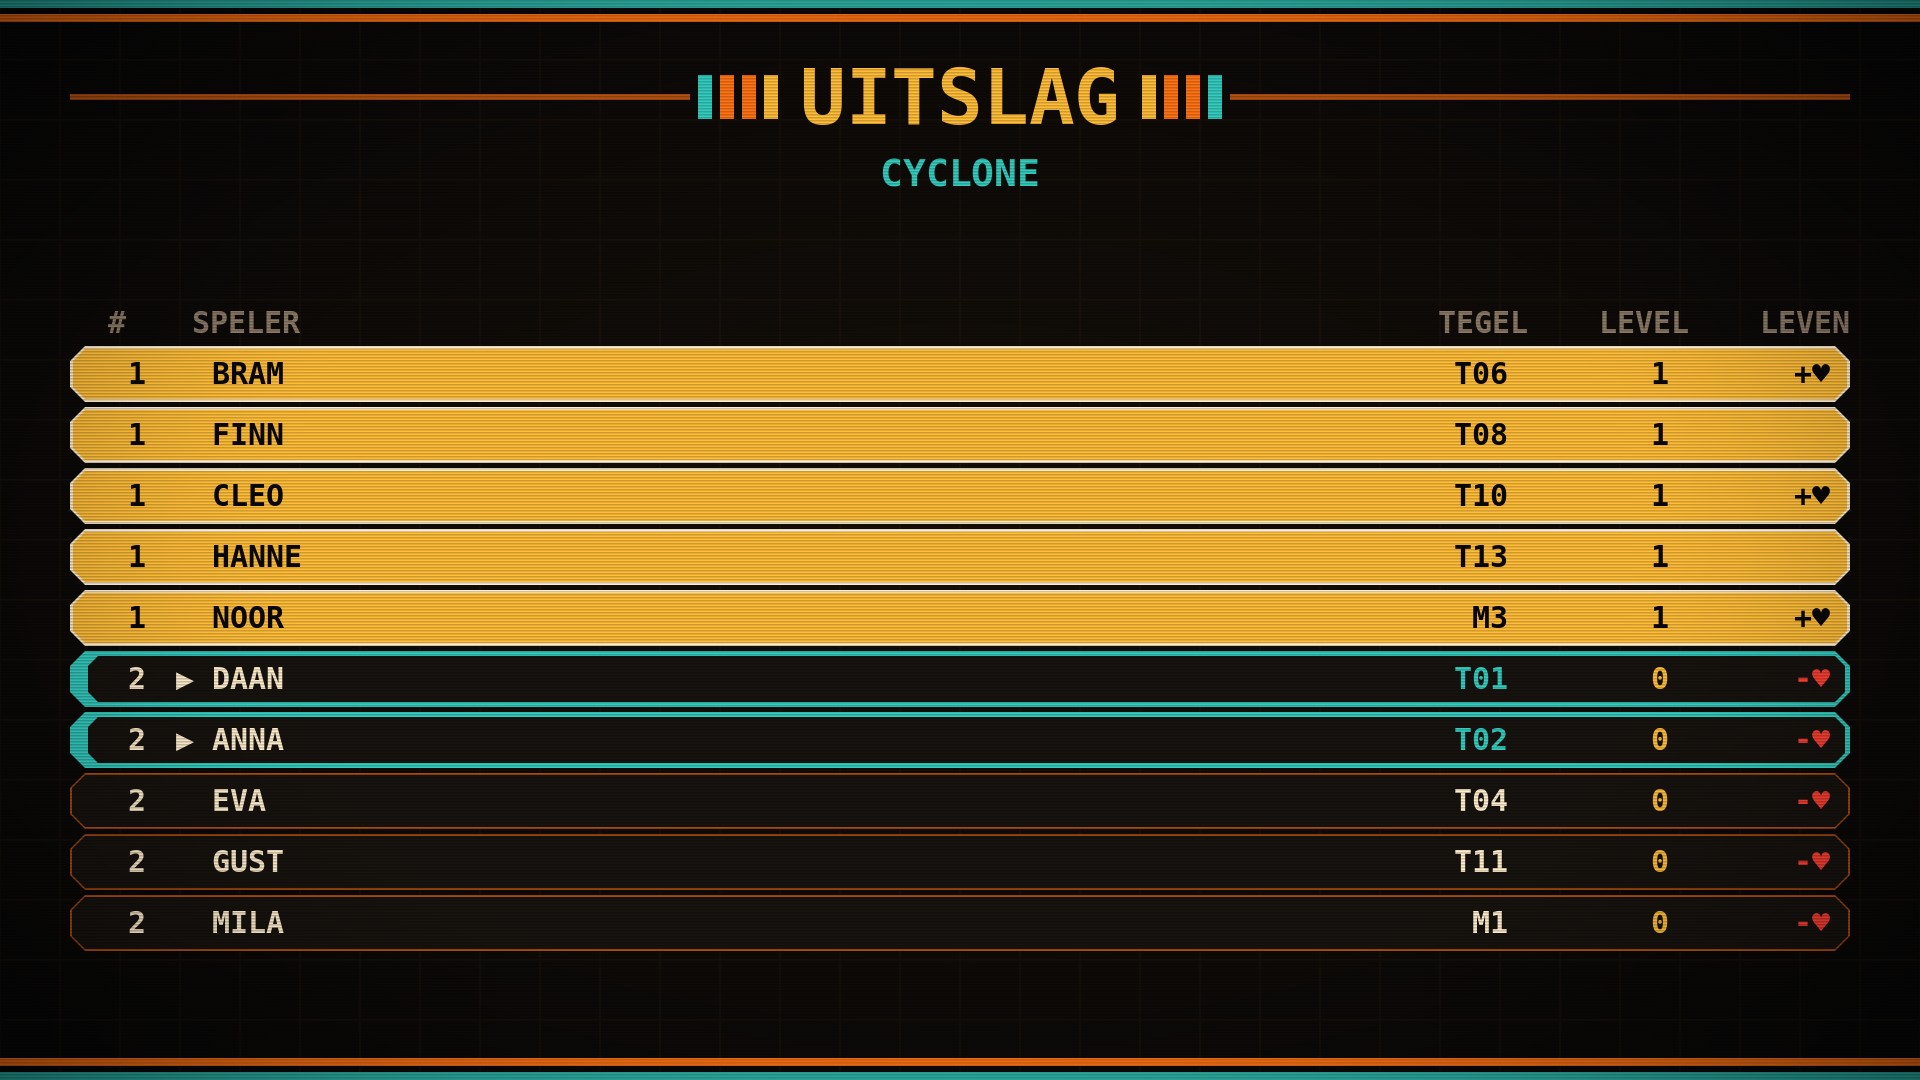 UITSLAG
CYCLONE
# SPELER TEGEL LEVEL LEVEN
1 BRAM T06 1 +♥
1 FINN T08 1
1 CLEO T10 1 +♥
1 HANNE T13 1
1 NOOR M3 1 +♥
2 ▶ DAAN T01 0 -♥
2 ▶ ANNA T02 0 -♥
2 EVA T04 0 -♥
2 GUST T11 0 -♥
2 MILA M1 0 -♥